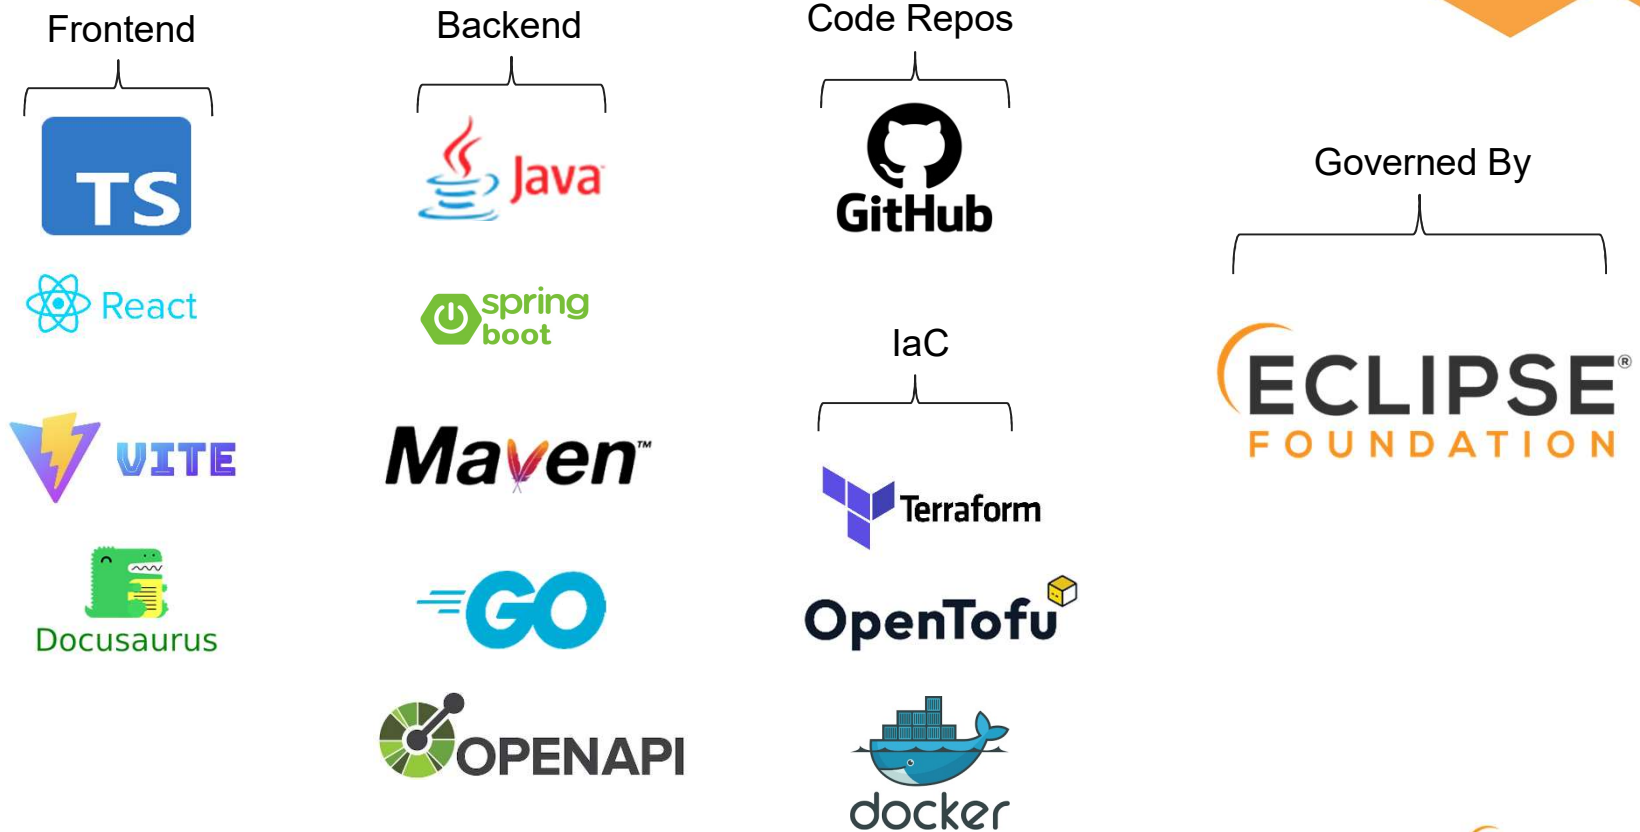 Frontend
TS
React
VITE
Docusaurus
Backend
Java
spring
boot
Maven™
GO
OPENAPI
Code Repos
GitHub
IaC
Terraform
OpenTofu
docker
Governed By
ECLIPSE®
FOUNDATION